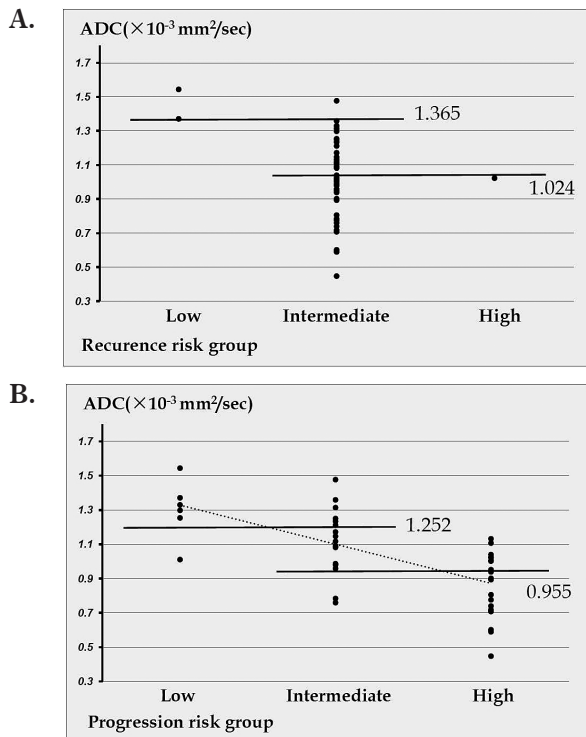 A.
ADC(×10⁻³ mm²/sec)
1.7
1.5
1.365
1.3
1.1
1.024
0.9
0.7
0.5
0.3
Low Intermediate High
Recurence risk group
B.
ADC(×10⁻³ mm²/sec)
1.7
1.5
1.3
1.252
1.1
0.9
0.955
0.7
0.5
0.3
Low Intermediate High
Progression risk group